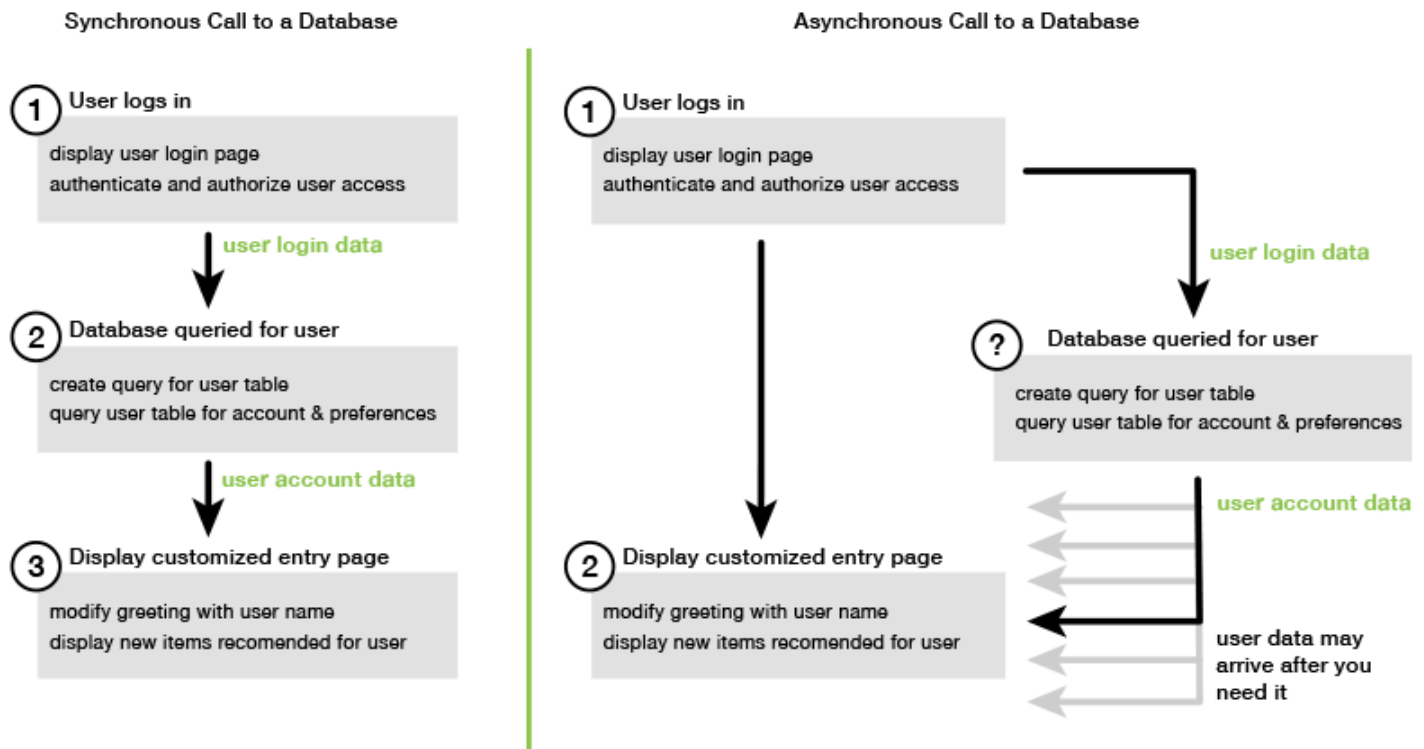 Synchronous Call to a Database
1
User logs in
display user login page
authenticate and authorize user access
user login data
2
Database queried for user
create query for user table
query user table for account & preferences
user account data
3
Display customized entry page
modify greeting with user name
display new items recomended for user
Asynchronous Call to a Database
1
User logs in
display user login page
authenticate and authorize user access
user login data
?
Database queried for user
create query for user table
query user table for account & preferences
user account data
2
Display customized entry page
modify greeting with user name
display new items recomended for user
user data may
arrive after you
need it